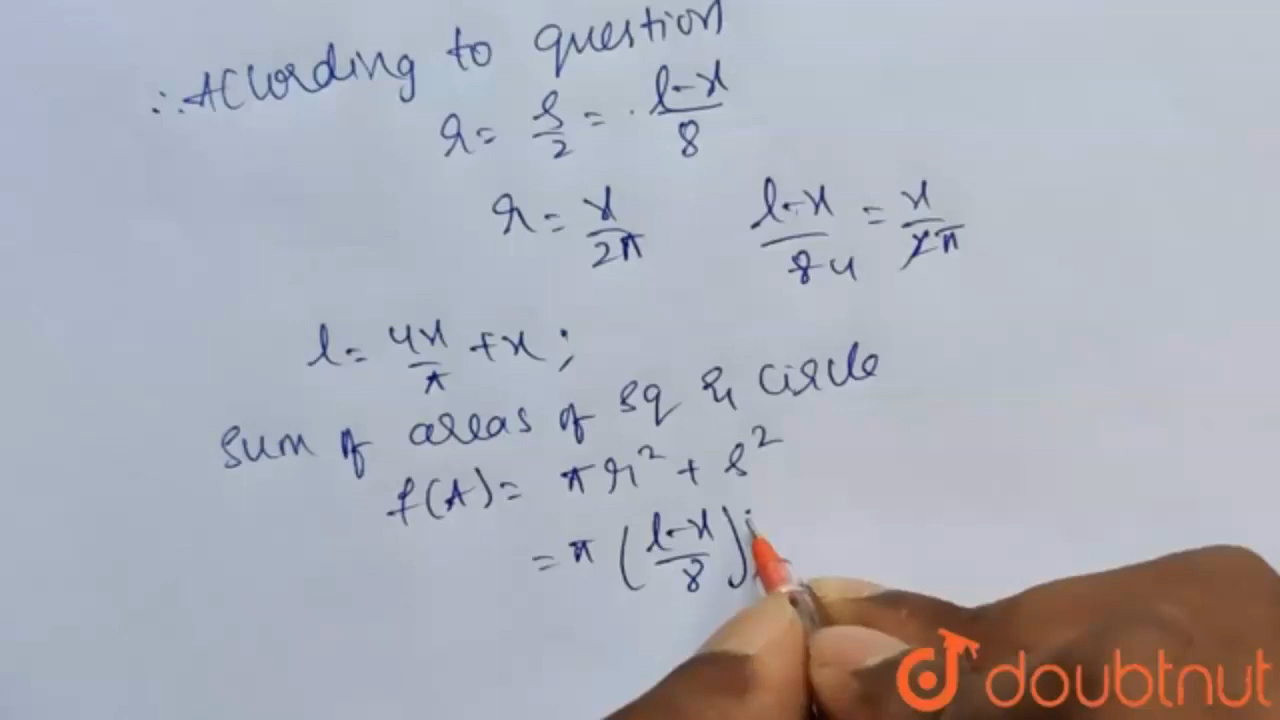 ∴ According to question
r = s/2 = l-x/8
r = x/2π l-x/8 4 = x/2π
l = 4x/π + x ;
Sum of areas of sq & circle
f(A) = πr² + s²
= π (l-x/8)
doubtnut